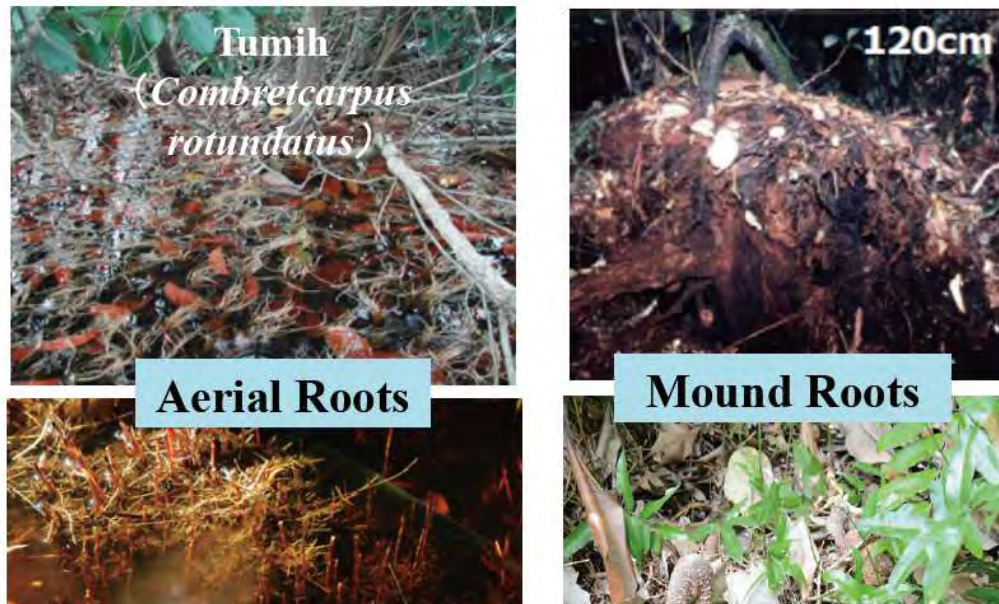 Tumih
（Combretcarpus
rotundatus）
120cm
Aerial Roots
Mound Roots